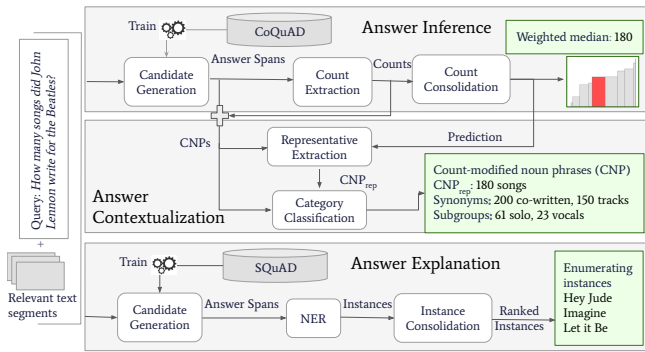 Query: How many songs did John
Lennon write for the Beatles?
+
Relevant text
segments
Train
CoQuAD
Answer Inference
Weighted median: 180
Candidate
Generation
Answer Spans
Count
Extraction
Counts
Count
Consolidation
CNPs
Representative
Extraction
Prediction
CNPrep
Category
Classification
Answer
Contextualization
Count-modified noun phrases (CNP)
CNPrep: 180 songs
Synonyms: 200 co-written, 150 tracks
Subgroups: 61 solo, 23 vocals
Train
SQuAD
Answer Explanation
Candidate
Generation
Answer Spans
NER
Instances
Instance
Consolidation
Ranked
Instances
Enumerating
instances
Hey Jude
Imagine
Let it Be